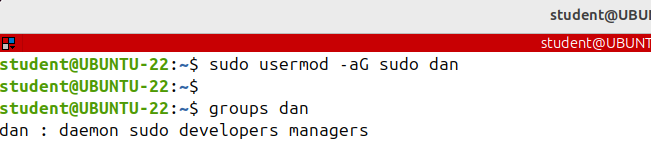 student@UBU
student@UBUNT
student@UBUNTU-22:~$ sudo usermod -aG sudo dan
student@UBUNTU-22:~$
student@UBUNTU-22:~$ groups dan
dan : daemon sudo developers managers